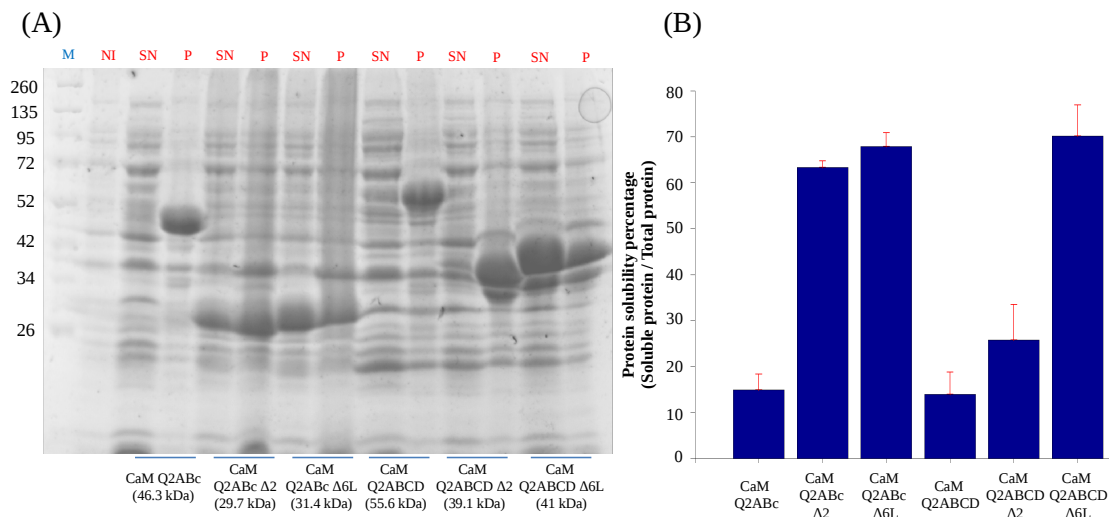 (A)
M NI SN P SN P SN P SN P SN P SN P
260
135
95
72
52
42
34
26
CaM Q2ABc
(46.3 kDa)
CaM
Q2ABc Δ2
(29.7 kDa)
CaM
Q2ABc Δ6L
(31.4 kDa)
CaM
Q2ABCD
(55.6 kDa)
CaM
Q2ABCD Δ2
(39.1 kDa)
CaM
Q2ABCD Δ6L
(41 kDa)
(B)
Protein solubility percentage
(Soluble protein / Total protein)
80
70
60
50
40
30
20
10
0
CaM
Q2ABc
CaM
Q2ABc
Δ2
CaM
Q2ABc
Δ6L
CaM
Q2ABCD
CaM
Q2ABCD
Δ2
CaM
Q2ABCD
Δ6L